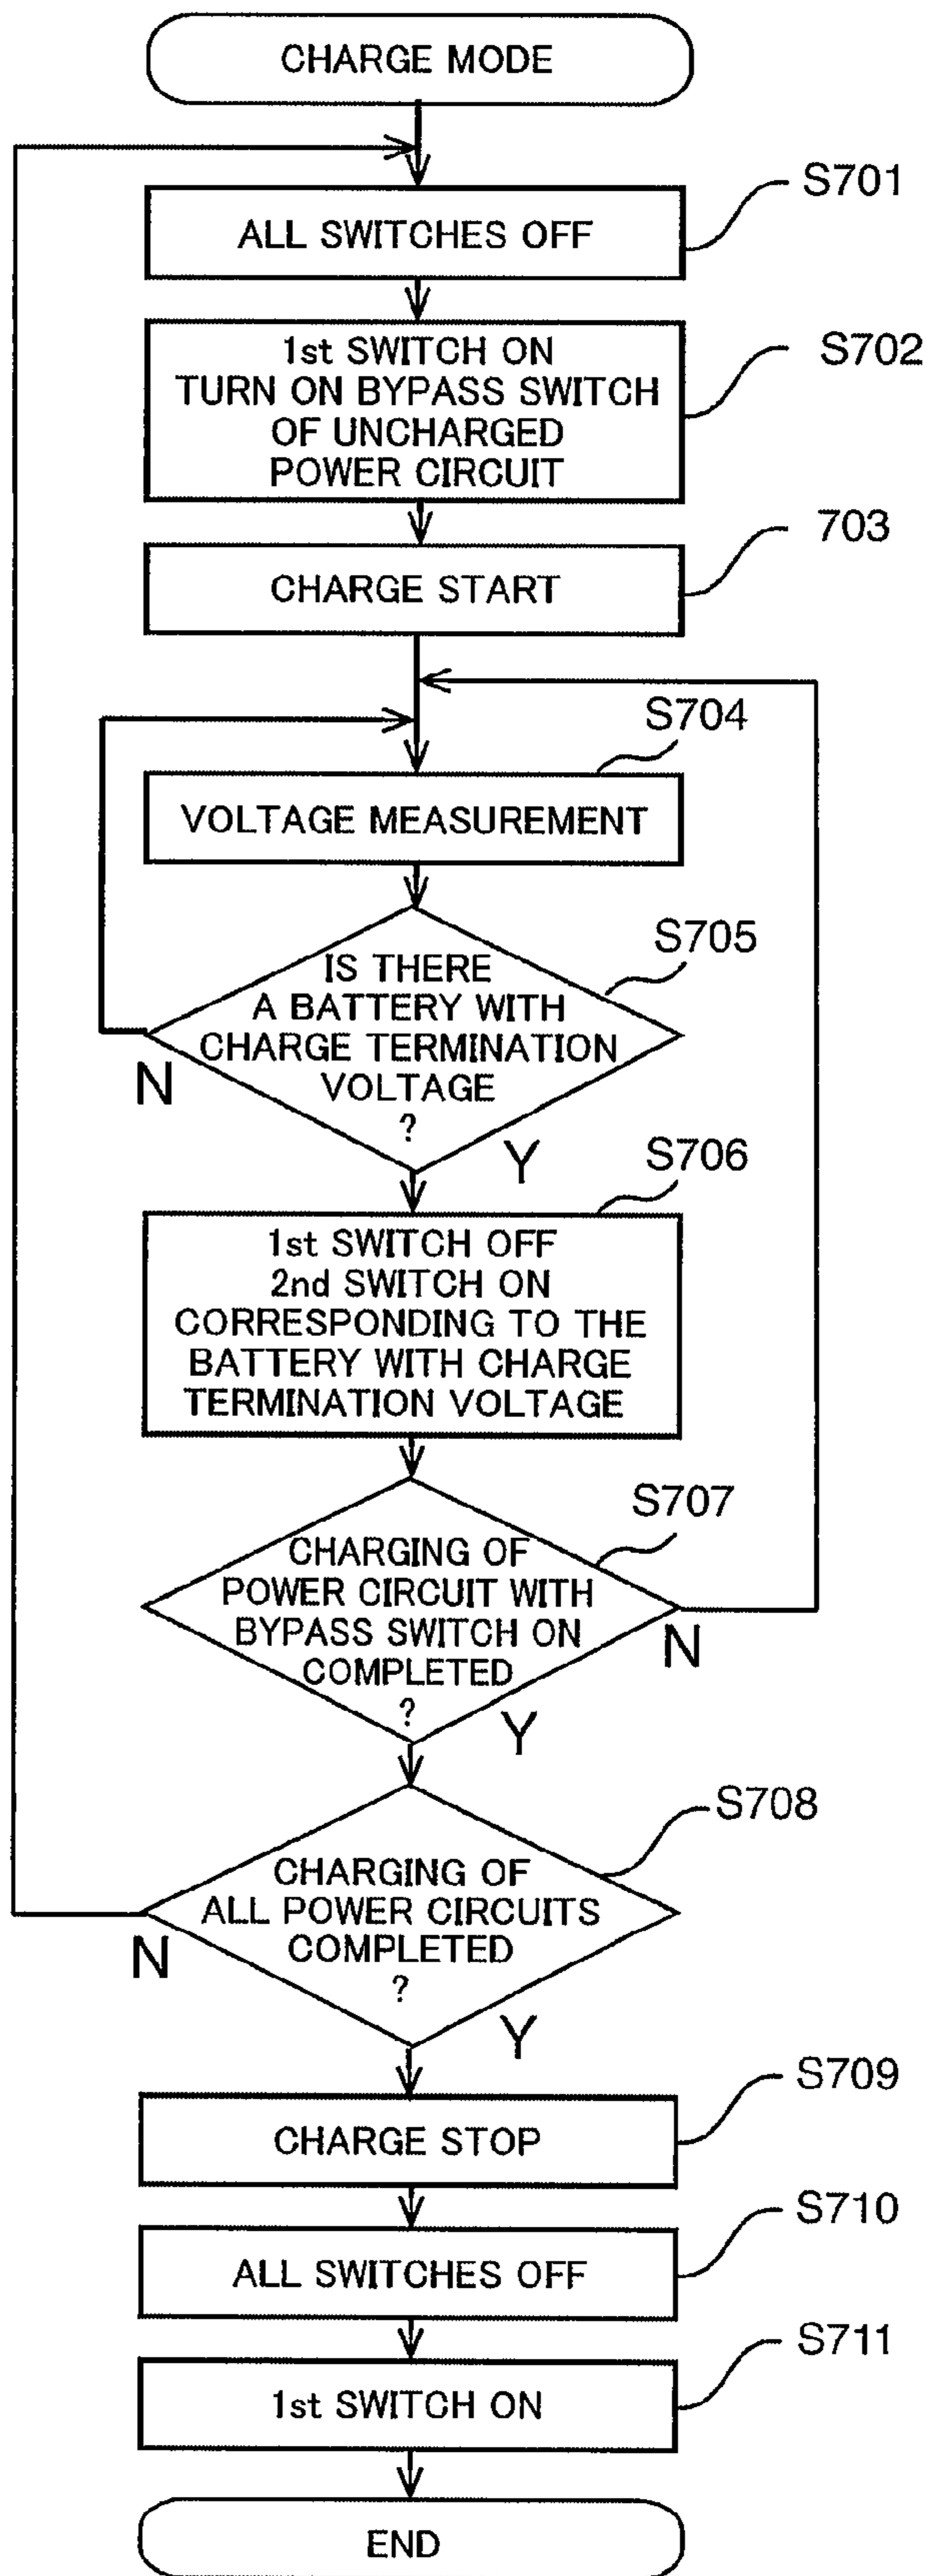 CHARGE MODE
S701
ALL SWITCHES OFF
1st SWITCH ON
TURN ON BYPASS SWITCH
OF UNCHARGED
POWER CIRCUIT
S702
703
CHARGE START
S704
VOLTAGE MEASUREMENT
S705
IS THERE
A BATTERY WITH
CHARGE TERMINATION
VOLTAGE
?
N
Y
S706
1st SWITCH OFF
2nd SWITCH ON
CORRESPONDING TO THE
BATTERY WITH CHARGE
TERMINATION VOLTAGE
S707
CHARGING OF
POWER CIRCUIT WITH
BYPASS SWITCH ON
COMPLETED
?
N
Y
S708
CHARGING OF
ALL POWER CIRCUITS
COMPLETED
?
N
Y
S709
CHARGE STOP
S710
ALL SWITCHES OFF
S711
1st SWITCH ON
END